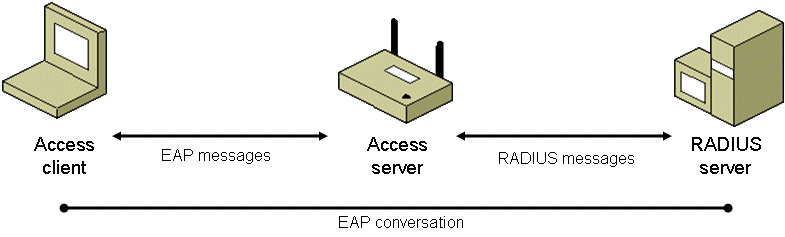 Access
client
EAP messages
Access
server
RADIUS messages
RADIUS
server
EAP conversation